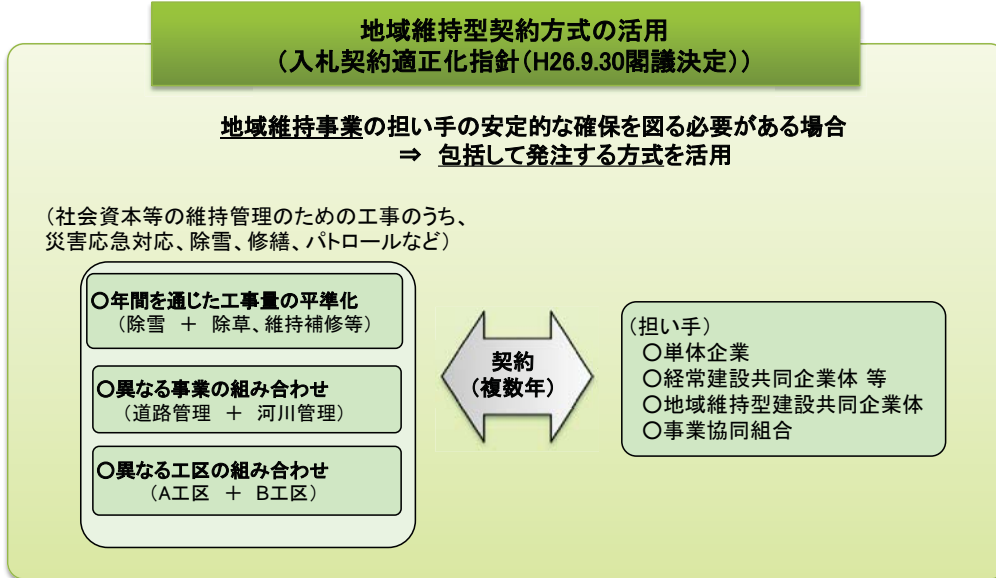 地域維持型契約方式の活用
（入札契約適正化指針（H26.9.30閣議決定））
地域維持事業の担い手の安定的な確保を図る必要がある場合
⇒ 包括して発注する方式を活用
（社会資本等の維持管理のための工事のうち、
災害応急対応、除雪、修繕、パトロールなど）
〇年間を通じた工事量の平準化
（除雪 ＋ 除草、維持補修等）
〇異なる事業の組み合わせ
（道路管理 ＋ 河川管理）
〇異なる工区の組み合わせ
（A工区 ＋ B工区）
契約
（複数年）
（担い手）
〇単体企業
〇経常建設共同企業体 等
〇地域維持型建設共同企業体
〇事業協同組合